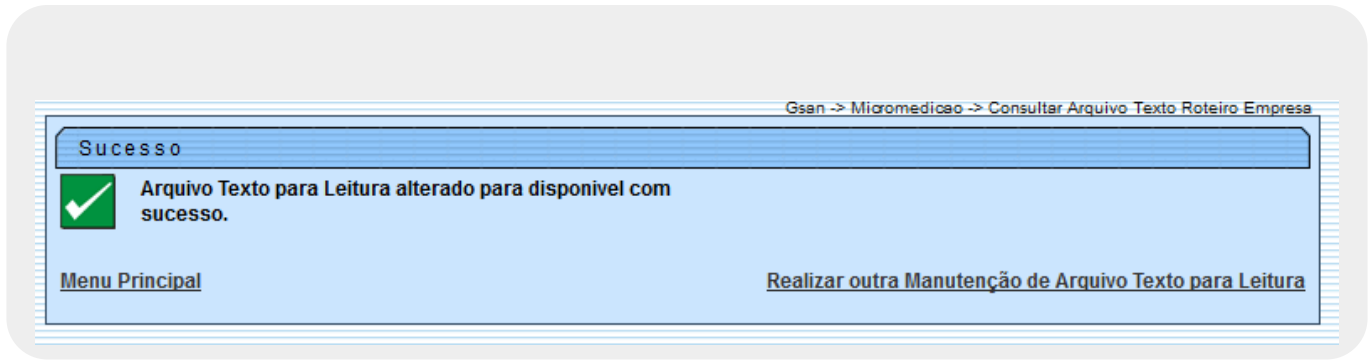 Gsan -> Micromedicao -> Consultar Arquivo Texto Roteiro Empresa
Sucesso
Arquivo Texto para Leitura alterado para disponivel com
sucesso.
Menu Principal
Realizar outra Manutenção de Arquivo Texto para Leitura